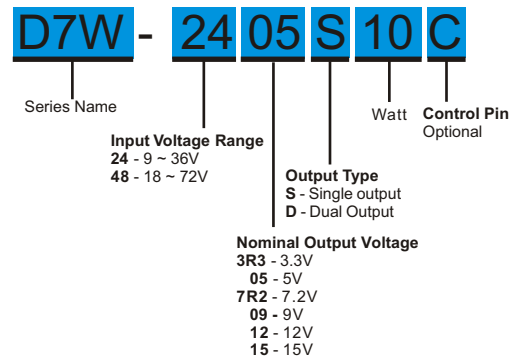 D7W - 24 05 S 10 C
Series Name
Watt
Control Pin
Optional
Input Voltage Range
24 - 9 ~ 36V
48 - 18 ~ 72V
Output Type
S - Single output
D - Dual Output
Nominal Output Voltage
3R3 - 3.3V
05 - 5V
7R2 - 7.2V
09 - 9V
12 - 12V
15 - 15V